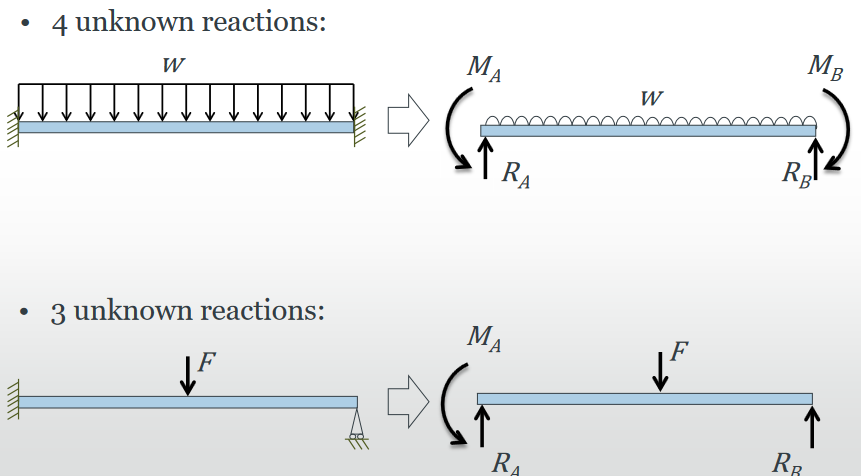 • 4 unknown reactions:
w
M_A
M_B
w
R_A
R_B
• 3 unknown reactions:
F
M_A
F
R_A
R_B